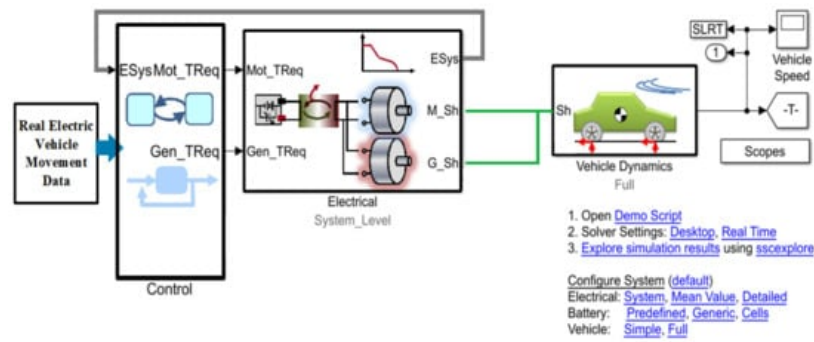 SLRT
1
Vehicle
Speed
-T-
Scopes
ESys
Mot_TReq
Mot_TReq
ESys
M_Sh
Sh
Real Electric
Vehicle
Movement
Data
Gen_TReq
Gen_TReq
G_Sh
Vehicle Dynamics
Full
Electrical
System_Level
Control
1. Open Demo Script
2. Solver Settings: Desktop, Real Time
3. Explore simulation results using sscexplore
Configure System (default)
Electrical: System, Mean Value, Detailed
Battery: Predefined, Generic, Cells
Vehicle: Simple, Full